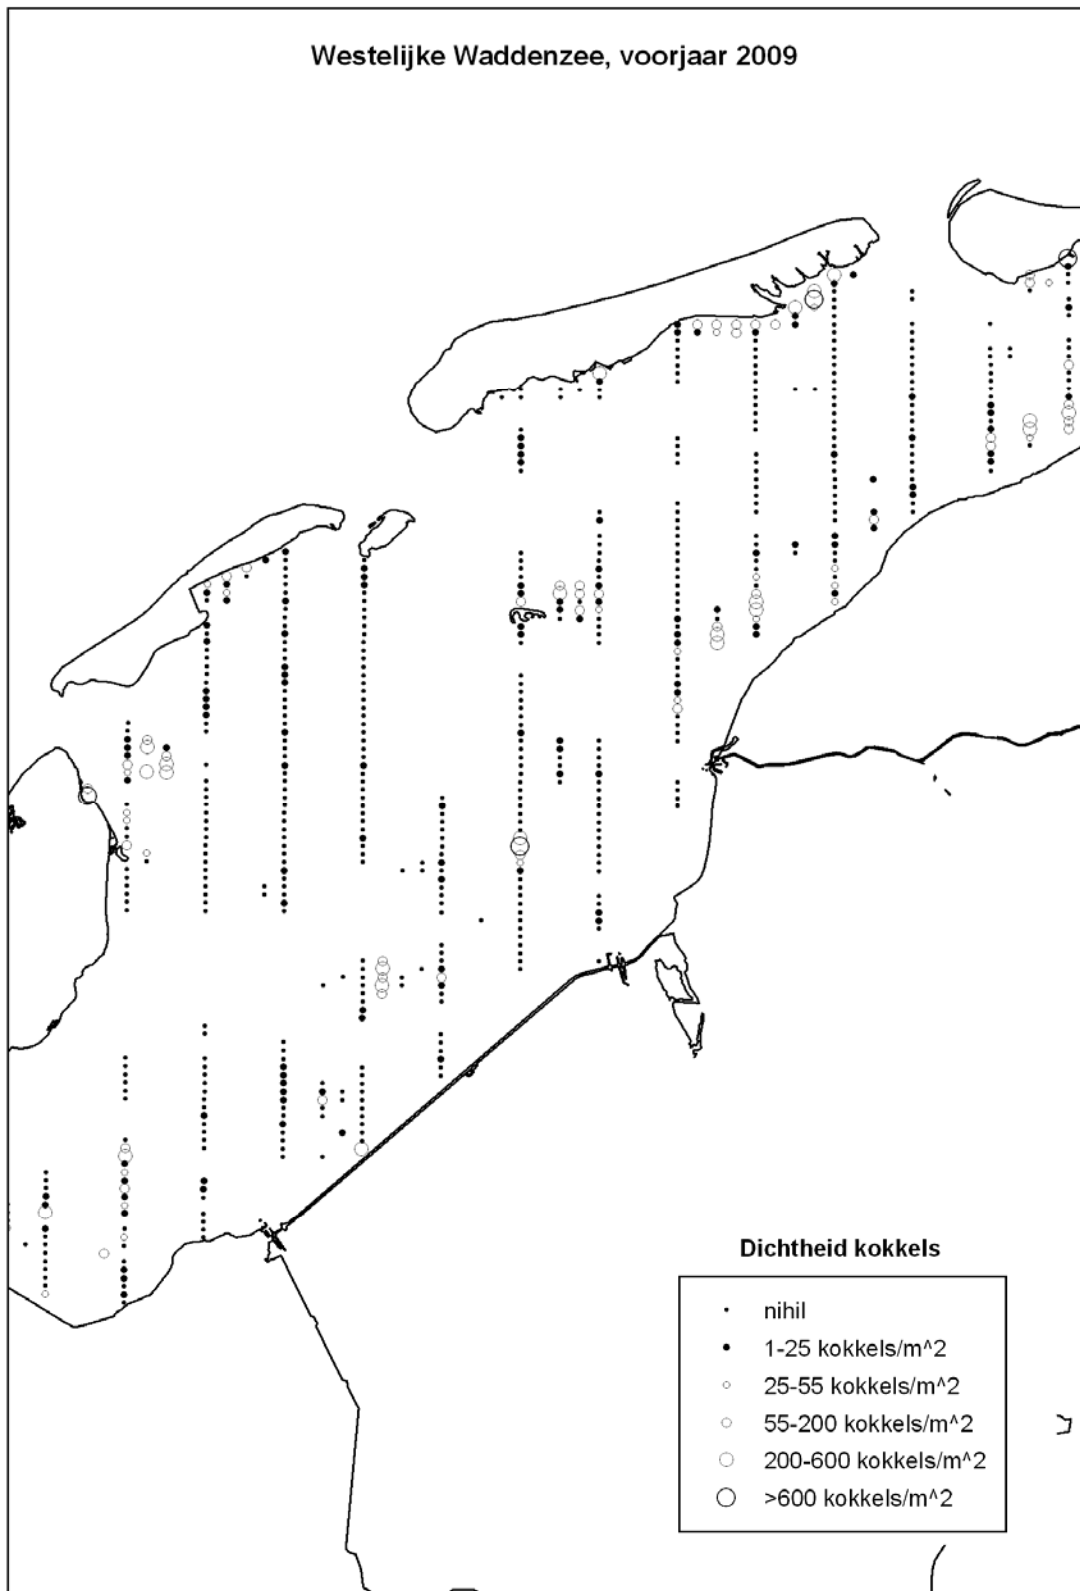 Westelijke Waddenzee, voorjaar 2009
Dichtheid kokkels
nihil
1-25 kokkels/m^2
25-55 kokkels/m^2
55-200 kokkels/m^2
200-600 kokkels/m^2
>600 kokkels/m^2